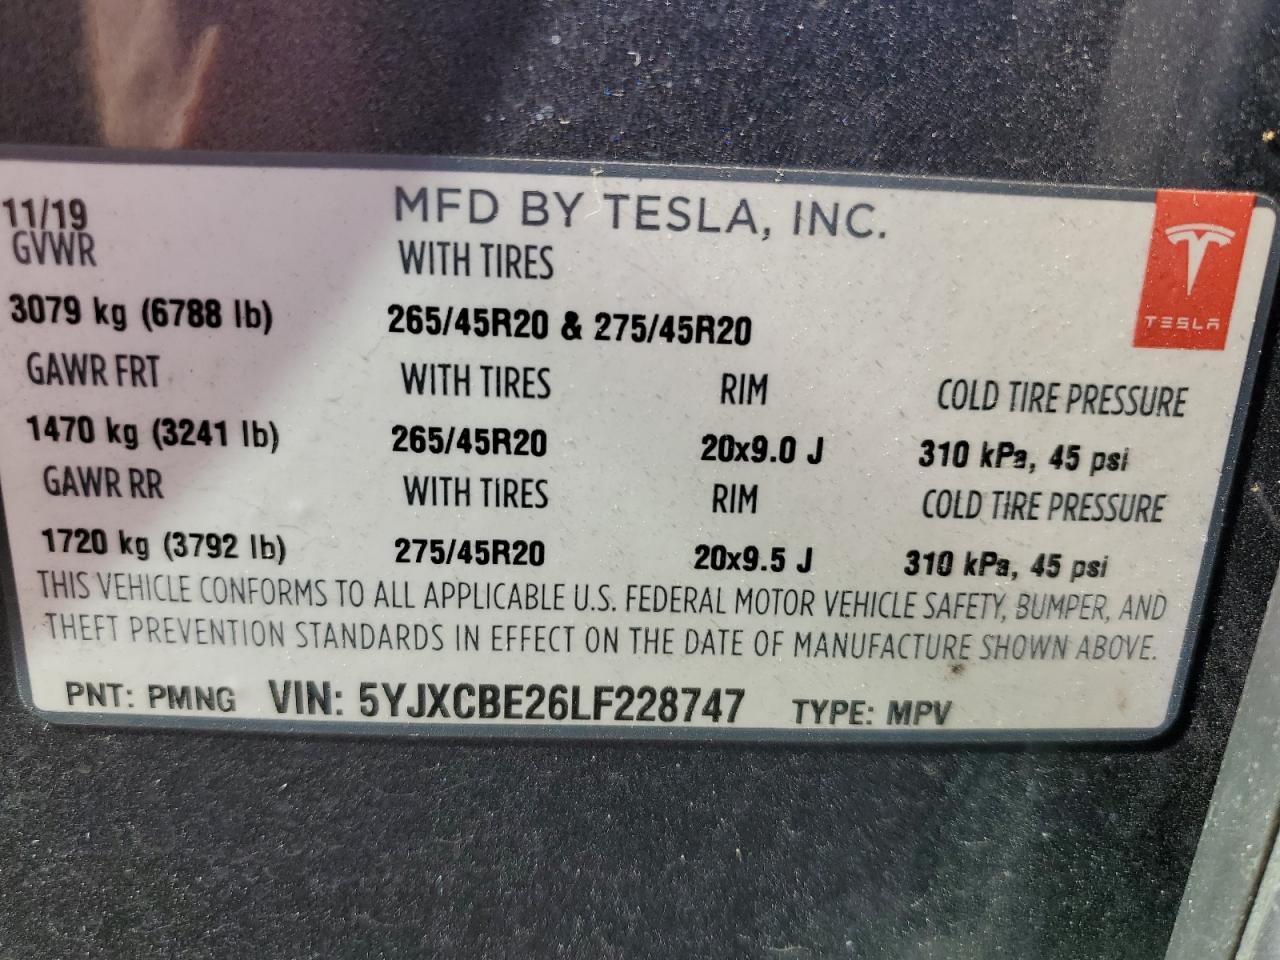 11/19 MFD BY TESLA, INC.
GVWR WITH TIRES
3079 kg (6788 lb) 265/45R20 & 275/45R20
TESLA
GAWR FRT WITH TIRES RIM COLD TIRE PRESSURE
1470 kg (3241 lb) 265/45R20 20x9.0 J 310 kPa, 45 psi
GAWR RR WITH TIRES RIM COLD TIRE PRESSURE
1720 kg (3792 lb) 275/45R20 20x9.5 J 310 kPa, 45 psi
THIS VEHICLE CONFORMS TO ALL APPLICABLE U.S. FEDERAL MOTOR VEHICLE SAFETY, BUMPER, AND
THEFT PREVENTION STANDARDS IN EFFECT ON THE DATE OF MANUFACTURE SHOWN ABOVE.
PNT: PMNG VIN: 5YJXCBE26LF228747 TYPE: MPV